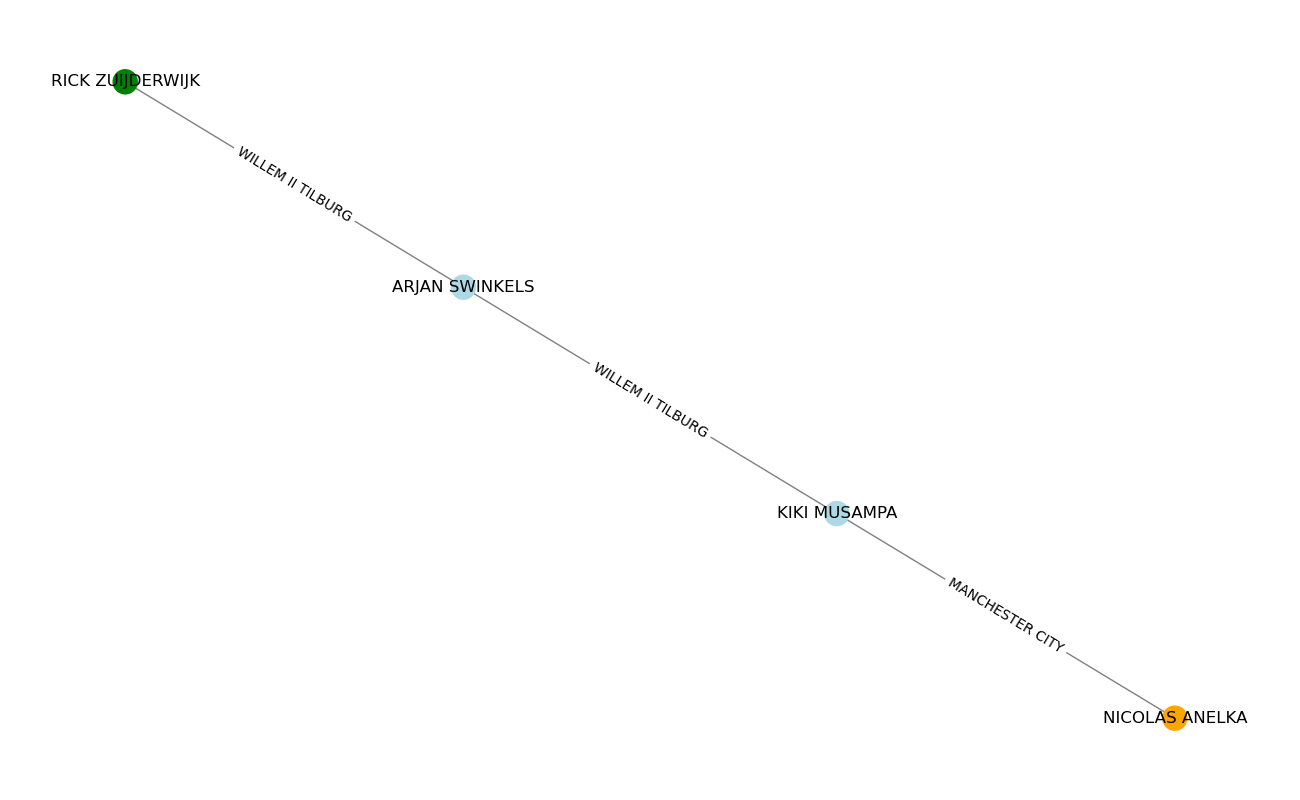 RICK ZUIJDERWIJK
WILLEM II TILBURG
ARJAN SWINKELS
WILLEM II TILBURG
KIKI MUSAMPA
MANCHESTER CITY
NICOLAS ANELKA